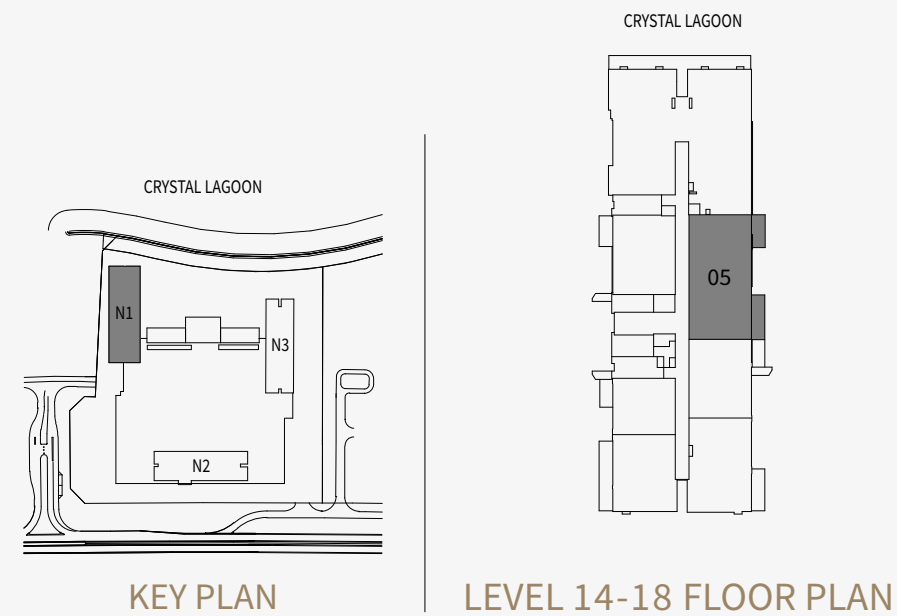 CRYSTAL LAGOON
N1
N3
N2
KEY PLAN
CRYSTAL LAGOON
05
LEVEL 14-18 FLOOR PLAN